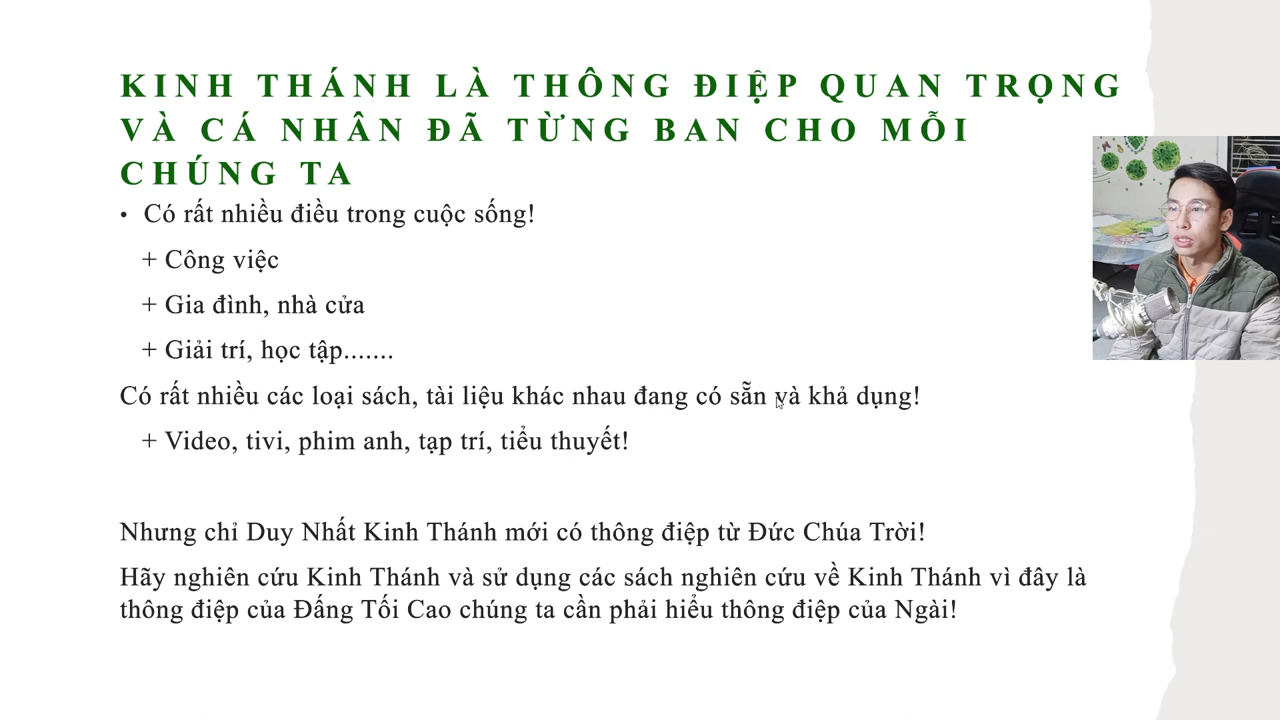 KINH THÁNH LÀ THÔNG ĐIỆP QUAN TRỌNG
VÀ CÁ NHÂN ĐÃ TỪNG BAN CHO MỖI
CHÚNG TA
• Có rất nhiều điều trong cuộc sống!
+ Công việc
+ Gia đình, nhà cửa
+ Giải trí, học tập.......
Có rất nhiều các loại sách, tài liệu khác nhau đang có sẵn và khả dụng!
+ Video, tivi, phim anh, tạp trí, tiểu thuyết!
Nhưng chỉ Duy Nhất Kinh Thánh mới có thông điệp từ Đức Chúa Trời!
Hãy nghiên cứu Kinh Thánh và sử dụng các sách nghiên cứu về Kinh Thánh vì đây là
thông điệp của Đấng Tối Cao chúng ta cần phải hiểu thông điệp của Ngài!